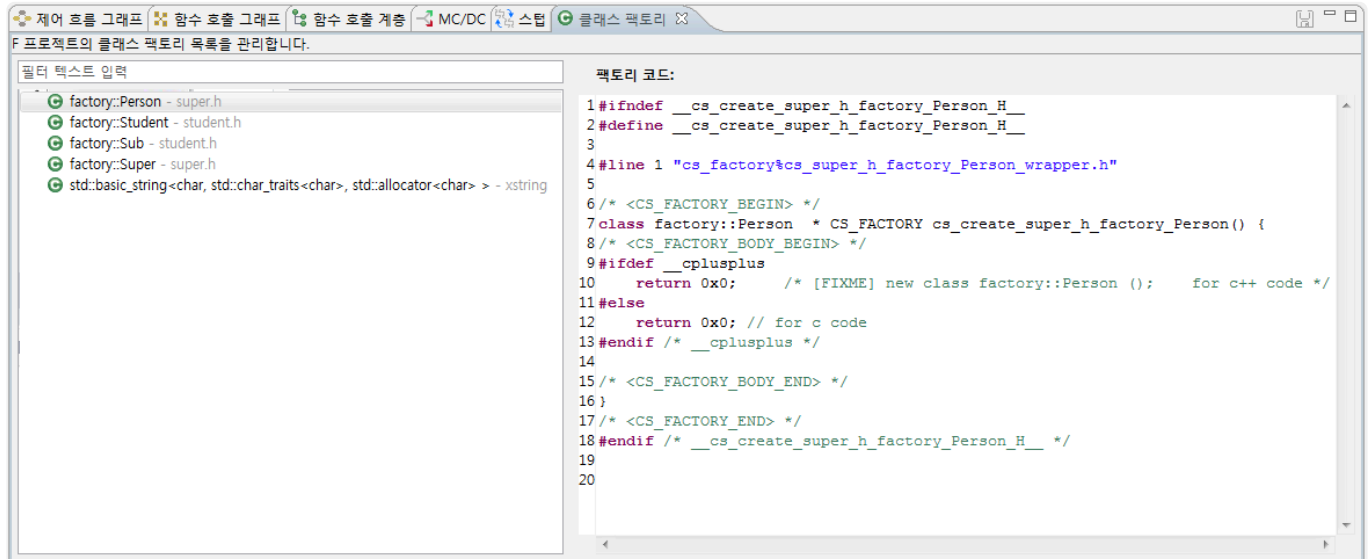 제어 흐름 그래프 함수 호출 그래프 함수 호출 계층 MC/DC 스텁 클래스 팩토리
F 프로젝트의 클래스 팩토리 목록을 관리합니다.
필터 텍스트 입력
factory::Person - super.h
factory::Student - student.h
factory::Sub - student.h
factory::Super - super.h
std::basic_string<char, std::char_traits<char>, std::allocator<char> > - xstring
팩토리 코드:
1 #ifndef __cs_create_super_h_factory_Person_H__
2 #define __cs_create_super_h_factory_Person_H__
3
4 #line 1 "cs_factory%cs_super_h_factory_Person_wrapper.h"
5
6 /* <CS_FACTORY_BEGIN> */
7 class factory::Person  * CS_FACTORY cs_create_super_h_factory_Person() {
8 /* <CS_FACTORY_BODY_BEGIN> */
9 #ifdef __cplusplus
10     return 0x0;      /* [FIXME] new class factory::Person ();    for c++ code */
11 #else
12     return 0x0; // for c code
13 #endif /* __cplusplus */
14
15 /* <CS_FACTORY_BODY_END> */
16 }
17 /* <CS_FACTORY_END> */
18 #endif /* __cs_create_super_h_factory_Person_H__ */
19
20